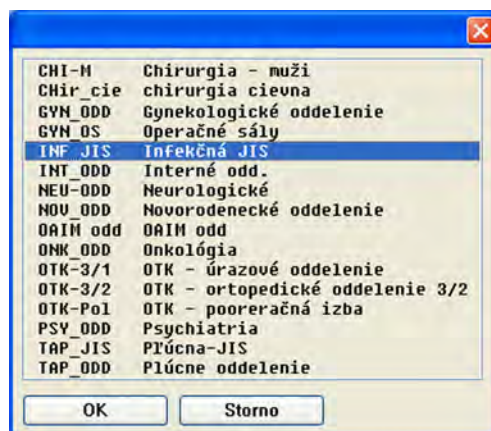 CHI-M Chirurgia - muži
CHir_cie chirurgia cievna
GYN_ODD Gynekologické oddelenie
GYN_OS Operačné sály
INF_JIS Infekčná JIS
INT_ODD Interné odd.
NEU-ODD Neurologické
NOV_ODD Novorodenecké oddelenie
OAIM odd OAIM odd
ONK_ODD Onkológia
OTK-3/1 OTK - úrazové oddelenie
OTK-3/2 OTK - ortopedické oddelenie 3/2
OTK-Pol OTK - pooreračná izba
PSY_ODD Psychiatria
TAP_JIS Pľúcna-JIS
TAP_ODD Plúcne oddelenie
OK Storno